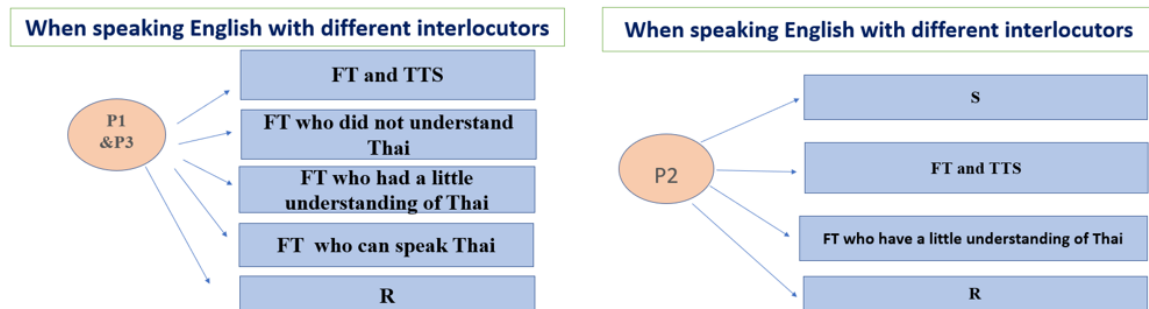 When speaking English with different interlocutors
P1
&P3
FT and TTS
FT who did not understand
Thai
FT who had a little
understanding of Thai
FT who can speak Thai
R
When speaking English with different interlocutors
P2
S
FT and TTS
FT who have a little understanding of Thai
R